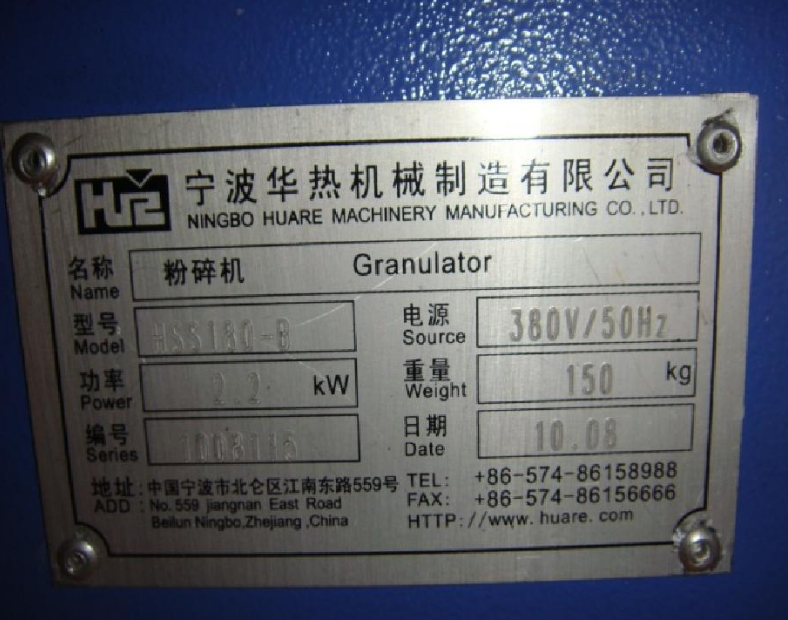 HR 宁波华热机械制造有限公司
NINGBO HUARE MACHINERY MANUFACTURING CO.,LTD.
名称 Name 粉碎机 Granulator
型号 Model HSS180-B
电源 Source 380V/50Hz
功率 Power 2.2 kW
重量 Weight 150 kg
编号 Series
日期 Date 10.08
地址:中国宁波市北仑区江南东路559号
ADD : No.559 jiangnan East Road
Beilun Ningbo,Zhejiang ,China
TEL: +86-574-86158988
FAX: +86-574-86156666
HTTP://www.huare.com